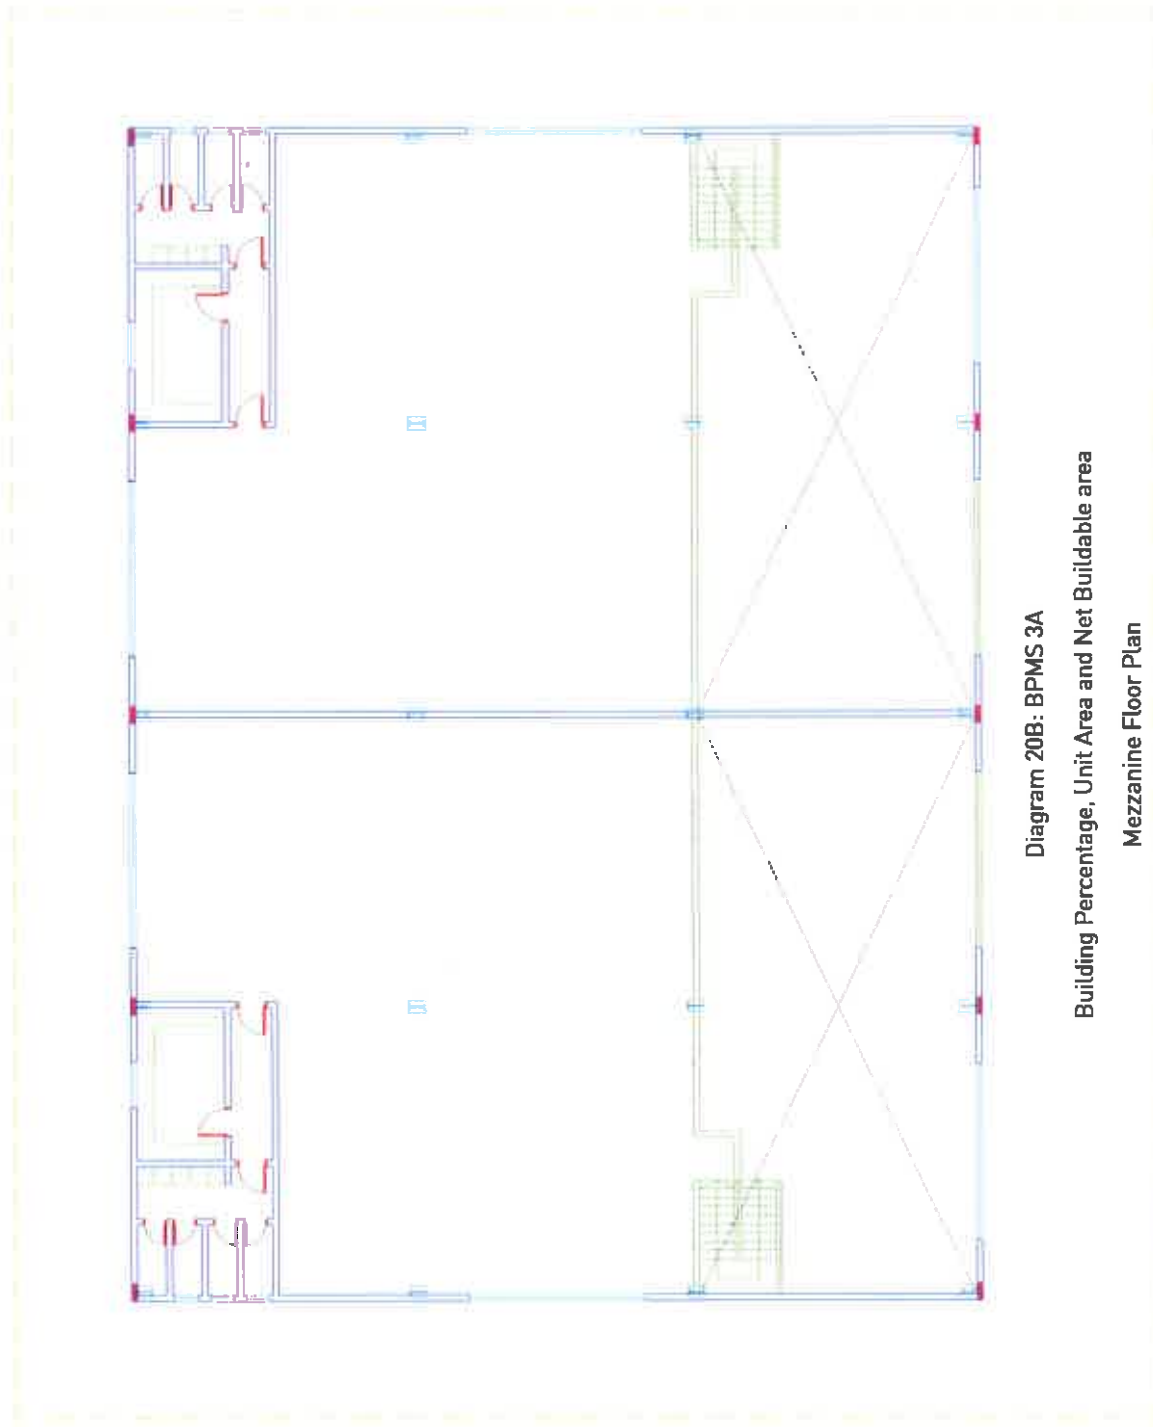 Diagram 20B: BPMS 3A
Building Percentage, Unit Area and Net Buildable area
Mezzanine Floor Plan